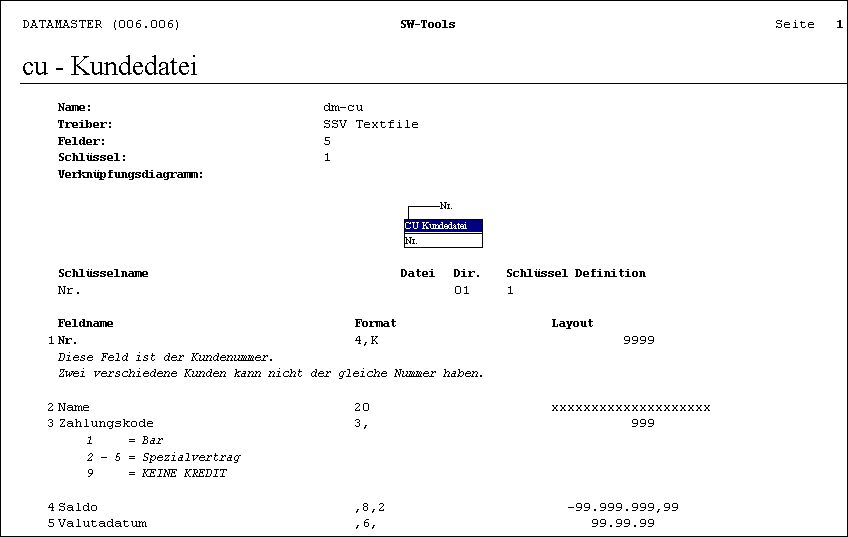 DATAMASTER (006.006) SW-Tools Seite 1
cu - Kundedatei
Name: dm-cu
Treiber: SSV Textfile
Felder: 5
Schlüssel: 1
Verknüpfungsdiagramm:
Nr.
CU Kundedatei
Nr.
Schlüsselname Datei Dir. Schlüssel Definition
Nr. 01 1
Feldname Format Layout
1 Nr. 4,K 9999
Diese Feld ist der Kundenummer.
Zwei verschiedene Kunden kann nicht der gleiche Nummer haben.
2 Name 20 xxxxxxxxxxxxxxxxxxxx
3 Zahlungskode 3, 999
1 = Bar
2 - 5 = Spezialvertrag
9 = KEINE KREDIT
4 Saldo ,8,2 -99.999.999,99
5 Valutadatum ,6, 99.99.99